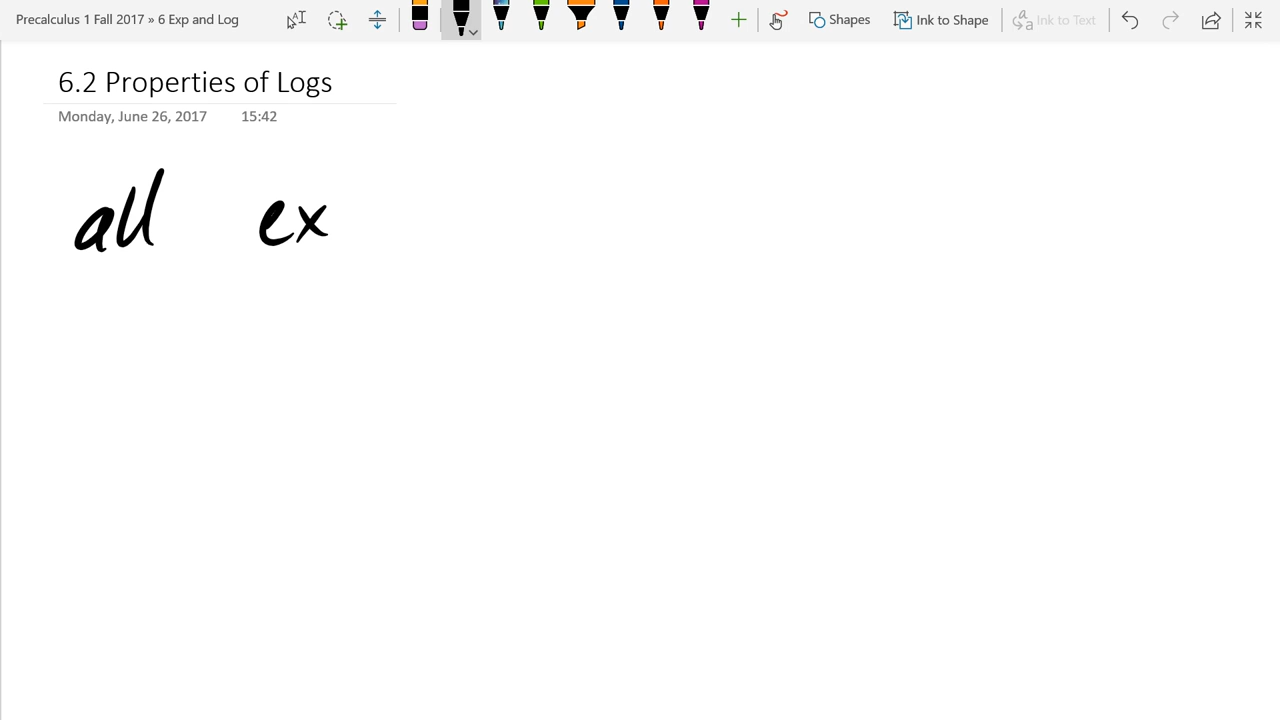 Precalculus 1 Fall 2017 » 6 Exp and Log
Shapes
Ink to Shape
Ink to Text
6.2 Properties of Logs
Monday, June 26, 2017 15:42
all ex